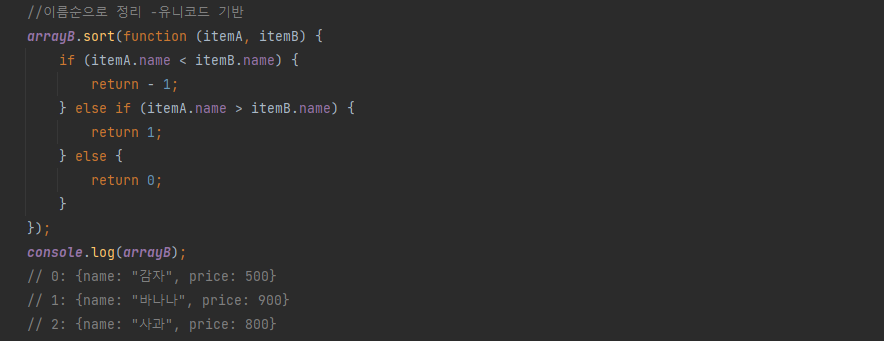 //이름순으로 정리 -유니코드 기반
arrayB.sort(function (itemA, itemB) {
    if (itemA.name < itemB.name) {
        return - 1;
    } else if (itemA.name > itemB.name) {
        return 1;
    } else {
        return 0;
    }
});
console.log(arrayB);
// 0: {name: "감자", price: 500}
// 1: {name: "바나나", price: 900}
// 2: {name: "사과", price: 800}